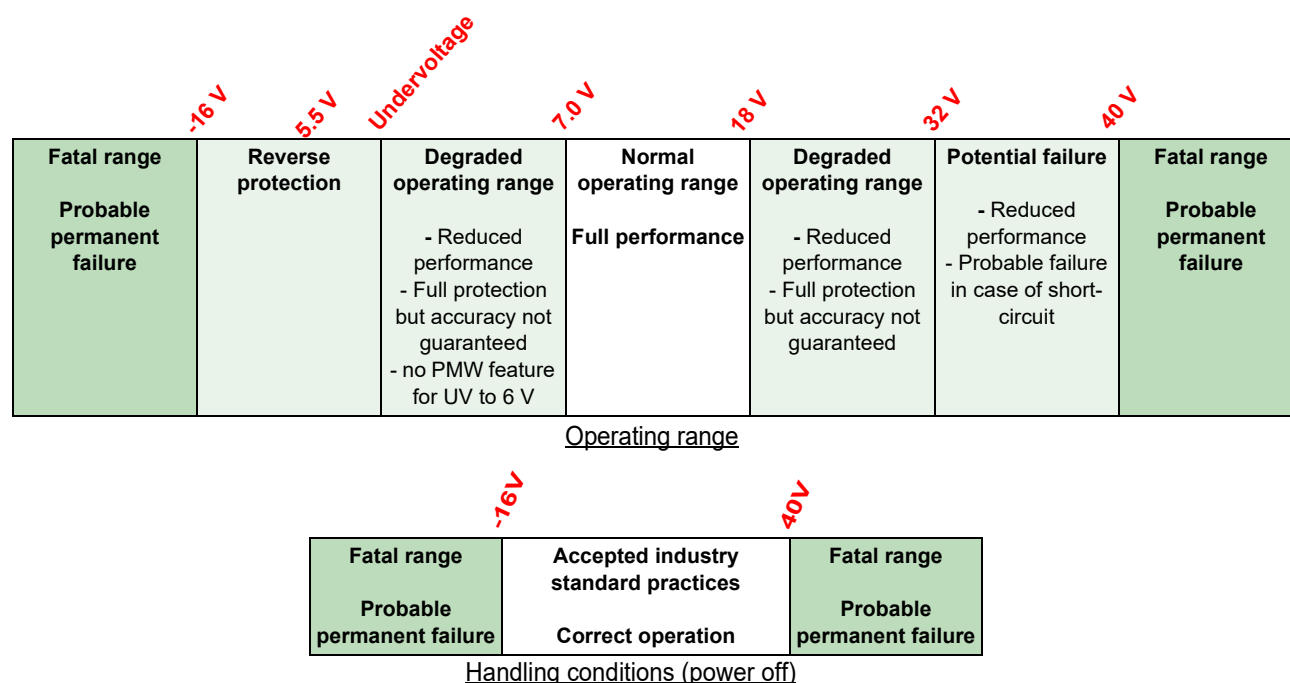 -16 V
5.5 V
Undervoltage
7.0 V
18 V
32 V
40 V
Fatal range
Probable
permanent
failure
Reverse
protection
Degraded
operating range
- Reduced
performance
- Full protection
but accuracy not
guaranteed
- no PMW feature
for UV to 6 V
Normal
operating range
Full performance
Degraded
operating range
- Reduced
performance
- Full protection
but accuracy not
guaranteed
Potential failure
- Reduced
performance
- Probable failure
in case of short-
circuit
Fatal range
Probable
permanent
failure
Operating range
-16V
40V
Fatal range
Probable
permanent failure
Accepted industry
standard practices
Correct operation
Fatal range
Probable
permanent failure
Handling conditions (power off)